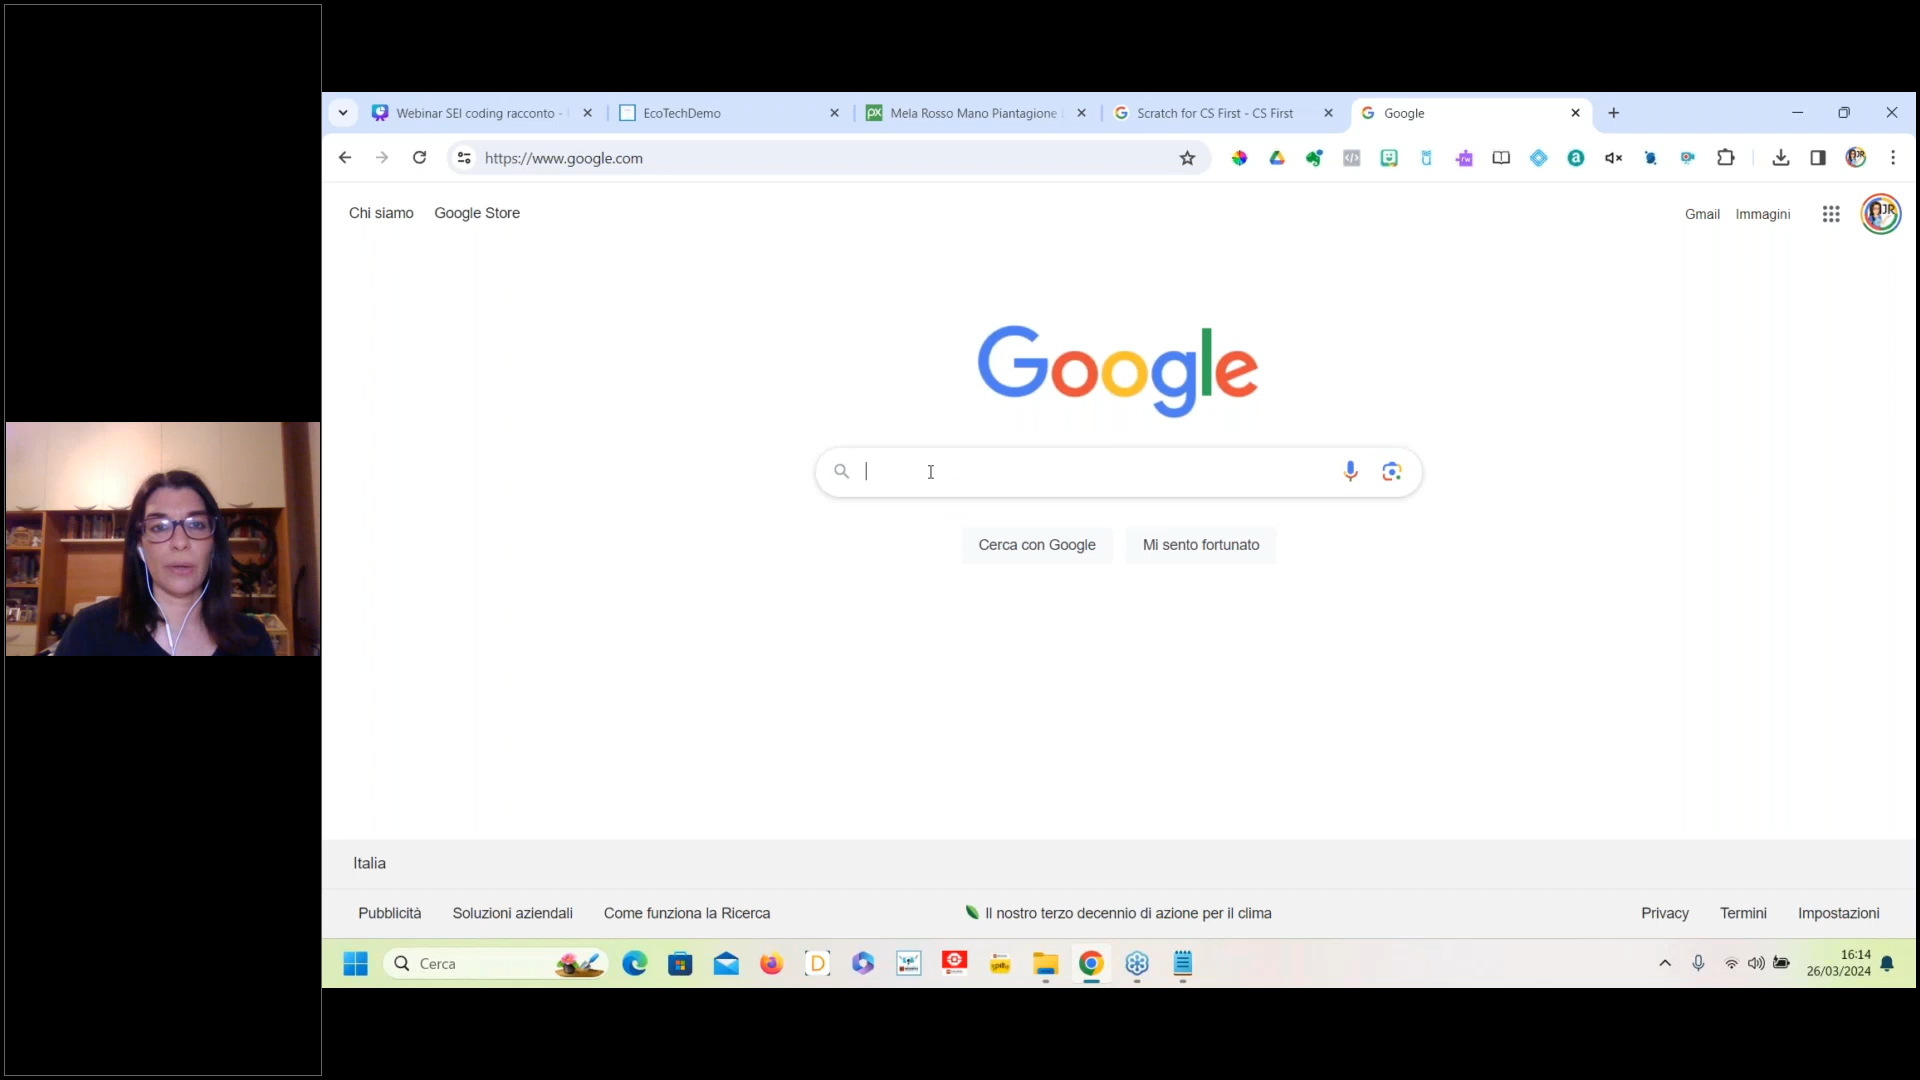 Webinar SEI coding racconto -
EcoTechDemo
Mela Rosso Mano Piantagione
Scratch for CS First - CS First
Google
https://www.google.com
Chi siamo
Google Store
Gmail
Immagini
Google
Cerca con Google
Mi sento fortunato
Italia
Pubblicità
Soluzioni aziendali
Come funziona la Ricerca
Il nostro terzo decennio di azione per il clima
Privacy
Termini
Impostazioni
Cerca
16:14
26/03/2024